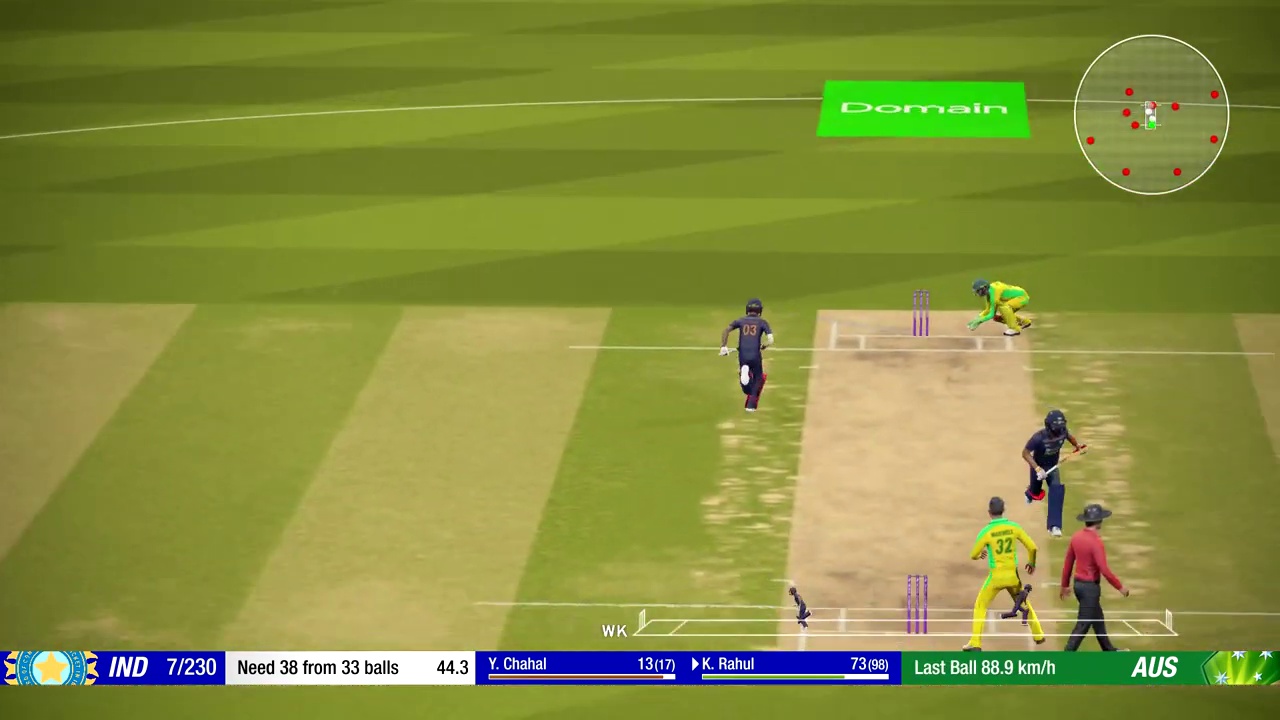 Domain
03
32
WK
IND 7/230 Need 38 from 33 balls 44.3 Y. Chahal 13(17) K. Rahul 73(98) Last Ball 88.9 km/h AUS